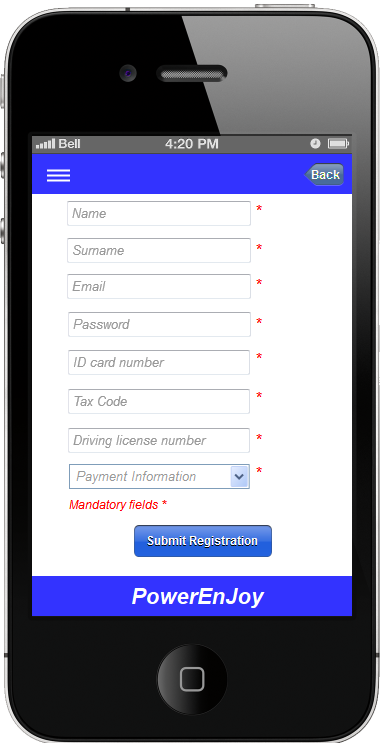 Bell 4:20 PM
Back
Name *
Surname *
Email *
Password *
ID card number *
Tax Code *
Driving license number *
Payment Information *
Mandatory fields *
Submit Registration
PowerEnJoy